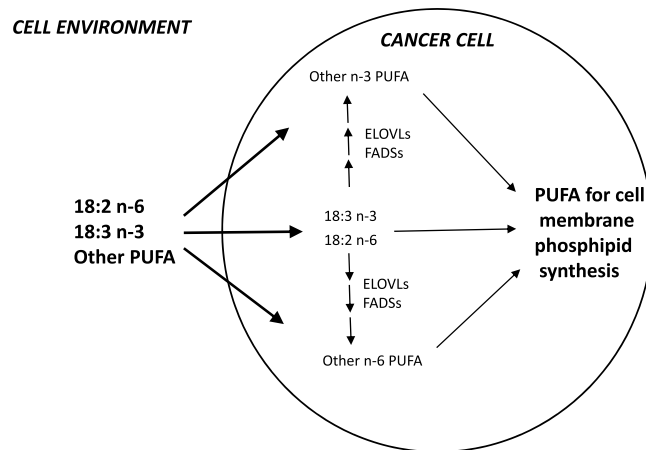 CELL ENVIRONMENT
CANCER CELL
Other n-3 PUFA
ELOVLs
FADSs
18:2 n-6
18:3 n-3
Other PUFA
18:3 n-3
18:2 n-6
PUFA for cell
membrane
phosphipid
synthesis
ELOVLs
FADSs
Other n-6 PUFA